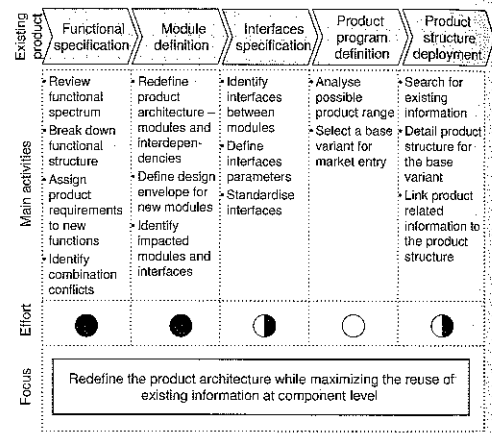 Existing
product
Functional
specification
Module
definition
Interfaces
specification
Product
program
definition
Product
structure
deployment
Main activities
• Review
functional
spectrum
• Break down
functional
structure
• Assign
product
requirements
to new
functions
• Identify
combination
conflicts
• Redefine
product
architecture –
modules and
interdepen-
dencies
• Define design
envelope for
new modules
• Identify
impacted
modules and
interfaces
• Identify
interfaces
between
modules
• Define
interfaces
parameters
• Standardise
interfaces
• Analyse
possible
product range
• Select a base
variant for
market entry
• Search for
existing
information
• Detail product
structure for
the base
variant
• Link product
related
information to
the product
structure
Effort
Focus
Redefine the product architecture while maximizing the reuse of
existing information at component level